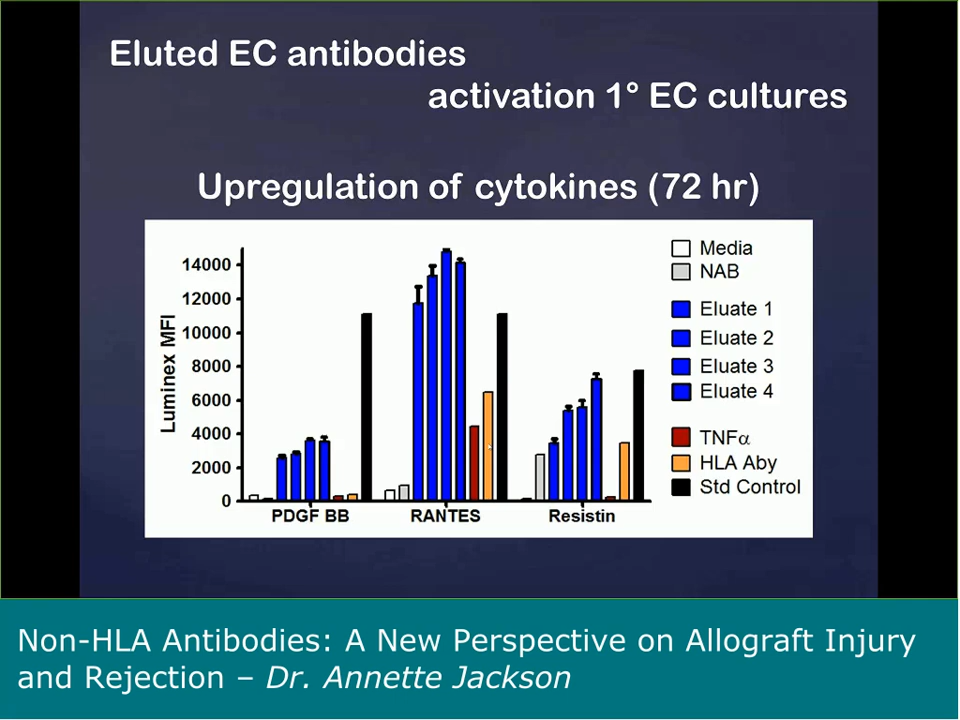 Eluted EC antibodies
activation 1° EC cultures
Upregulation of cytokines (72 hr)
Luminex MFI
14000
12000
10000
8000
6000
4000
2000
0
PDGF BB
RANTES
Resistin
Media
NAB
Eluate 1
Eluate 2
Eluate 3
Eluate 4
TNFα
HLA Aby
Std Control
Non-HLA Antibodies: A New Perspective on Allograft Injury
and Rejection – Dr. Annette Jackson